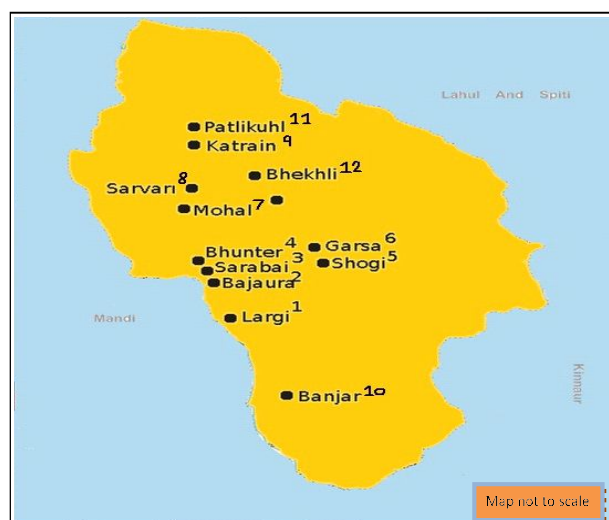 Lahul And Spiti
Patlikuhl 11
Katrain 9
Bhekhli 12
Sarvari 8
Mohal 7
Garsa 6
Bhunter 4
Shogi 5
Sarabai 3
Bajaura 2
Largi 1
Mandi
Kinnaur
Banjar 10
Map not to scale